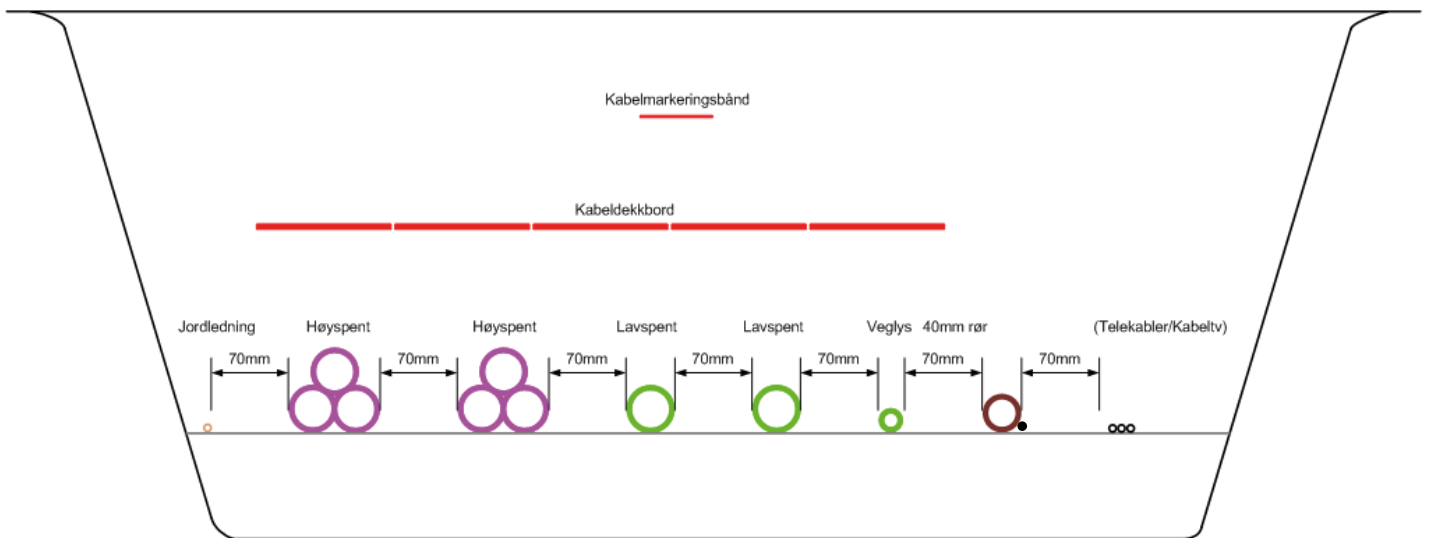 Kabelmarkeringsbånd
Kabeldekkbord
Jordledning Høyspent Høyspent Lavspent Lavspent Veglys 40mm rør (Telekabler/Kabeltv)
70mm 70mm 70mm 70mm 70mm 70mm 70mm